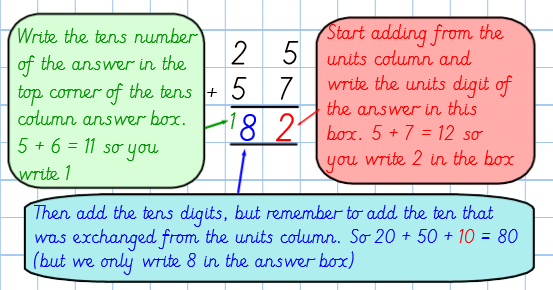 Write the tens number
of the answer in the
top corner of the tens
column answer box.
5 + 6 = 11 so you
write 1
2 5
+ 5 7
1 8 2
Start adding from the
units column and
write the units digit of
the answer in this
box. 5 + 7 = 12 so
you write 2 in the box
Then add the tens digits, but remember to add the ten that
was exchanged from the units column. So 20 + 50 + 10 = 80
(but we only write 8 in the answer box)